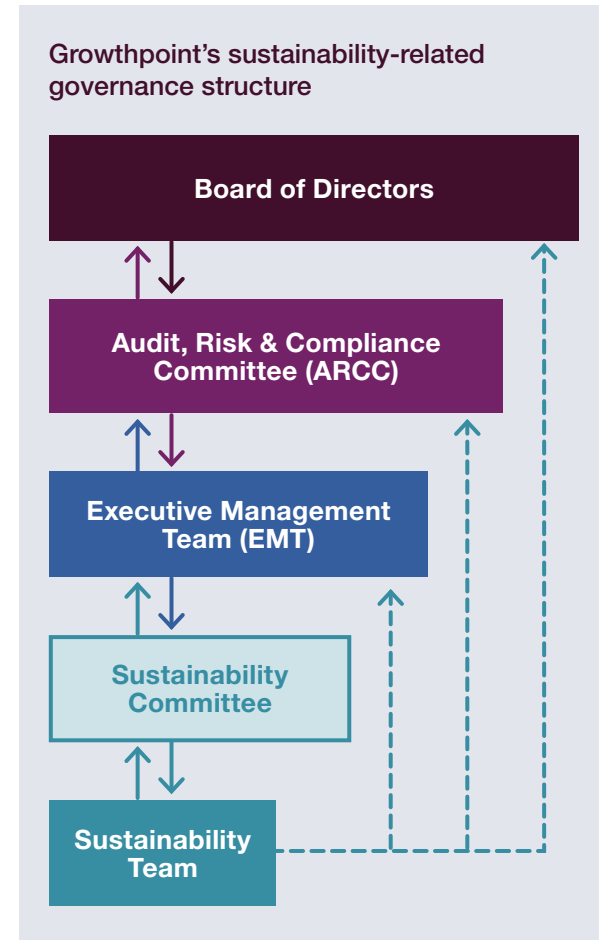 Growthpoint’s sustainability-related
governance structure
Board of Directors
Audit, Risk & Compliance
Committee (ARCC)
Executive Management
Team (EMT)
Sustainability
Committee
Sustainability
Team